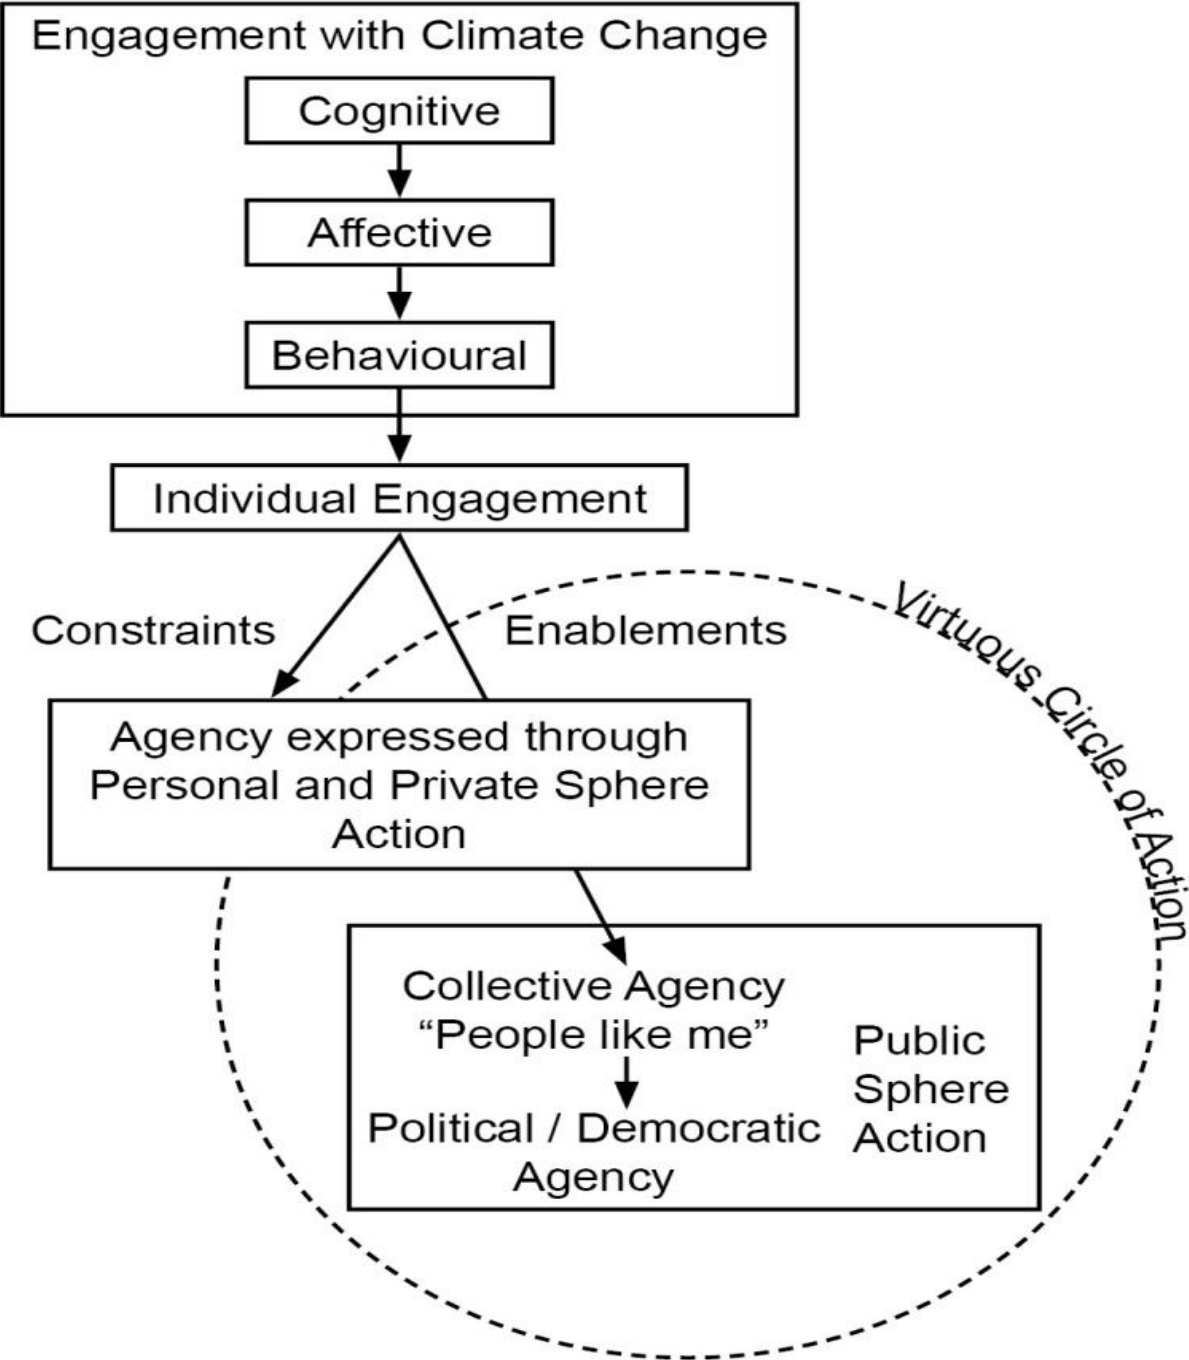 Engagement with Climate Change
Cognitive
Affective
Behavioural
Individual Engagement
Constraints
Enablements
Virtuous Circle of Action
Agency expressed through
Personal and Private Sphere
Action
Collective Agency
“People like me”
Political / Democratic
Agency
Public
Sphere
Action